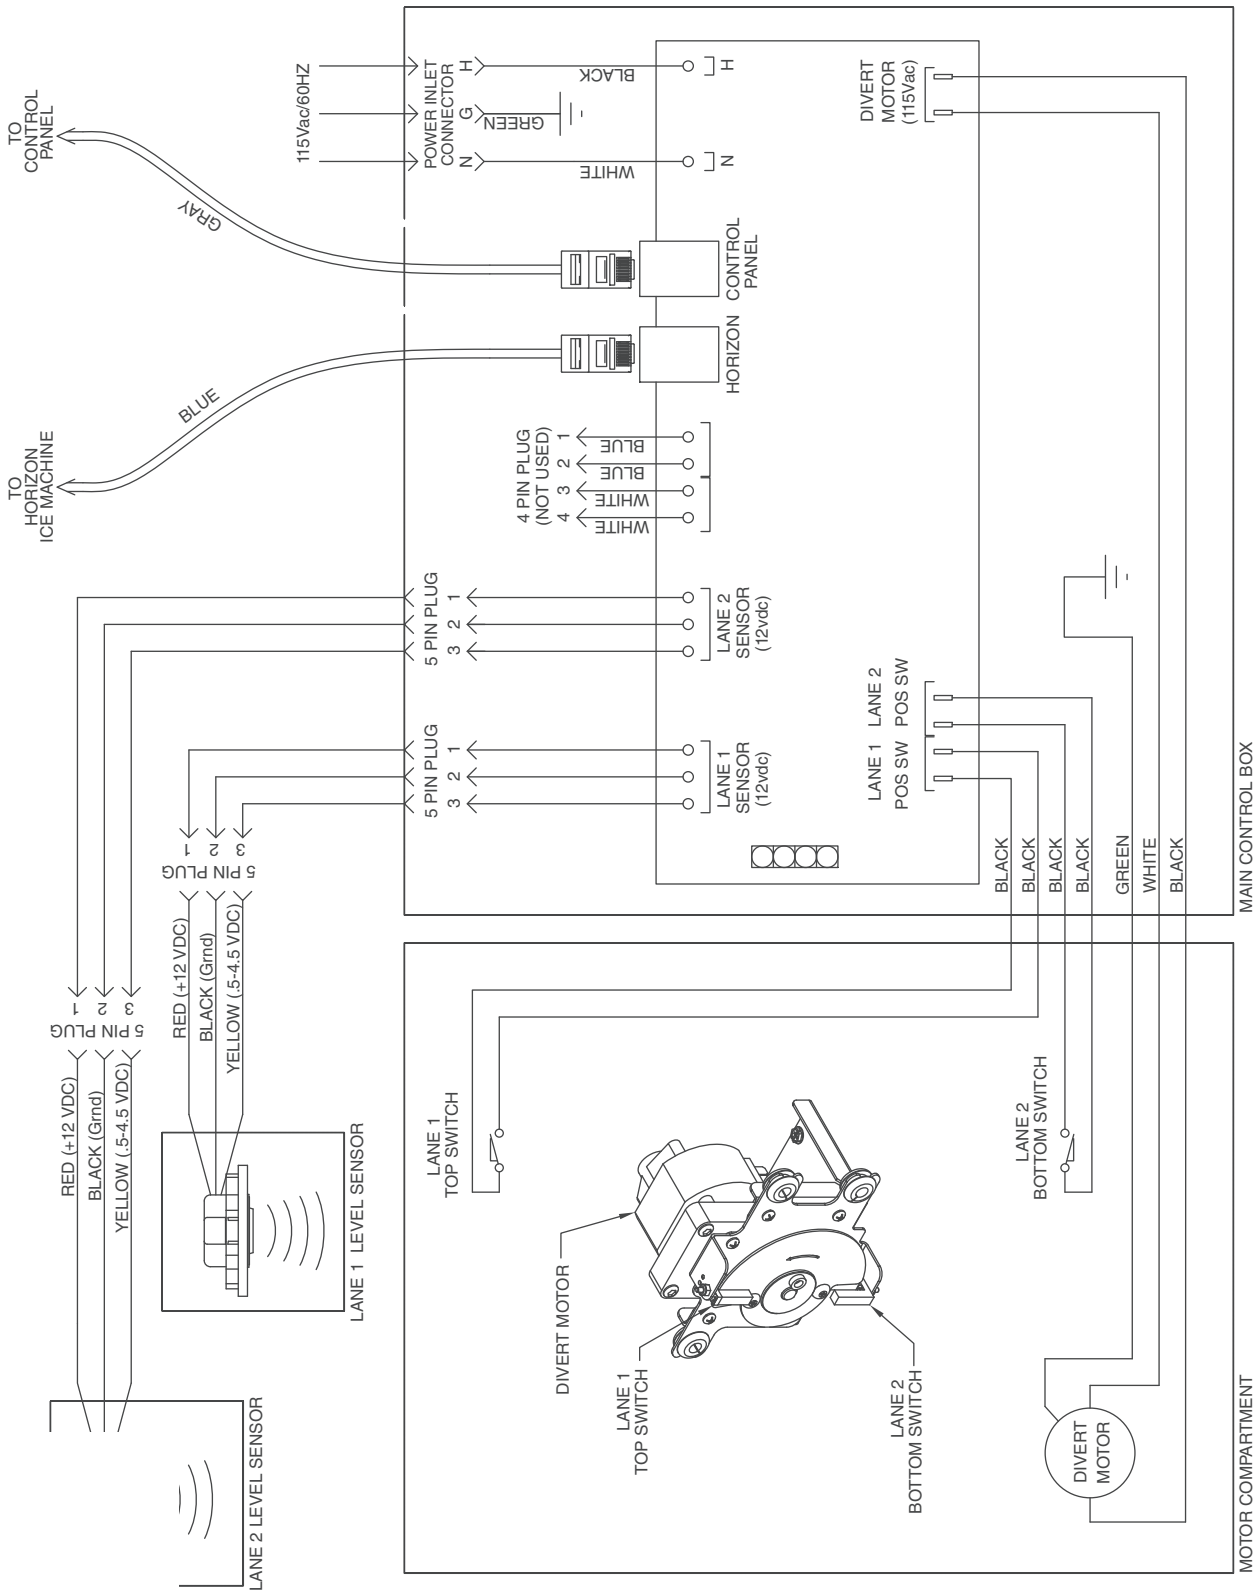 TO
CONTROL
PANEL
GRAY
TO
HORIZON
ICE MACHINE
BLUE
115Vac/60HZ
POWER INLET
CONNECTOR
H
G
N
BLACK
GREEN
WHITE
H
N
CONTROL
PANEL
HORIZON
4 PIN PLUG
(NOT USED)
1
2
3
4
BLUE
BLUE
WHITE
WHITE
5 PIN PLUG
1
2
3
LANE 2
SENSOR
(12vdc)
5 PIN PLUG
1
2
3
LANE 1
SENSOR
(12vdc)
DIVERT
MOTOR
(115Vac)
LANE 1
POS SW
LANE 2
POS SW
BLACK
BLACK
BLACK
BLACK
GREEN
WHITE
BLACK
MAIN CONTROL BOX
1
2
3
5 PIN PLUG
RED (+12 VDC)
BLACK (Grnd)
YELLOW (.5-4.5 VDC)
LANE 1 LEVEL SENSOR
1
2
3
5 PIN PLUG
RED (+12 VDC)
BLACK (Grnd)
YELLOW (.5-4.5 VDC)
LANE 2 LEVEL SENSOR
LANE 1
TOP SWITCH
LANE 2
BOTTOM SWITCH
DIVERT MOTOR
LANE 1
TOP SWITCH
LANE 2
BOTTOM SWITCH
DIVERT
MOTOR
MOTOR COMPARTMENT